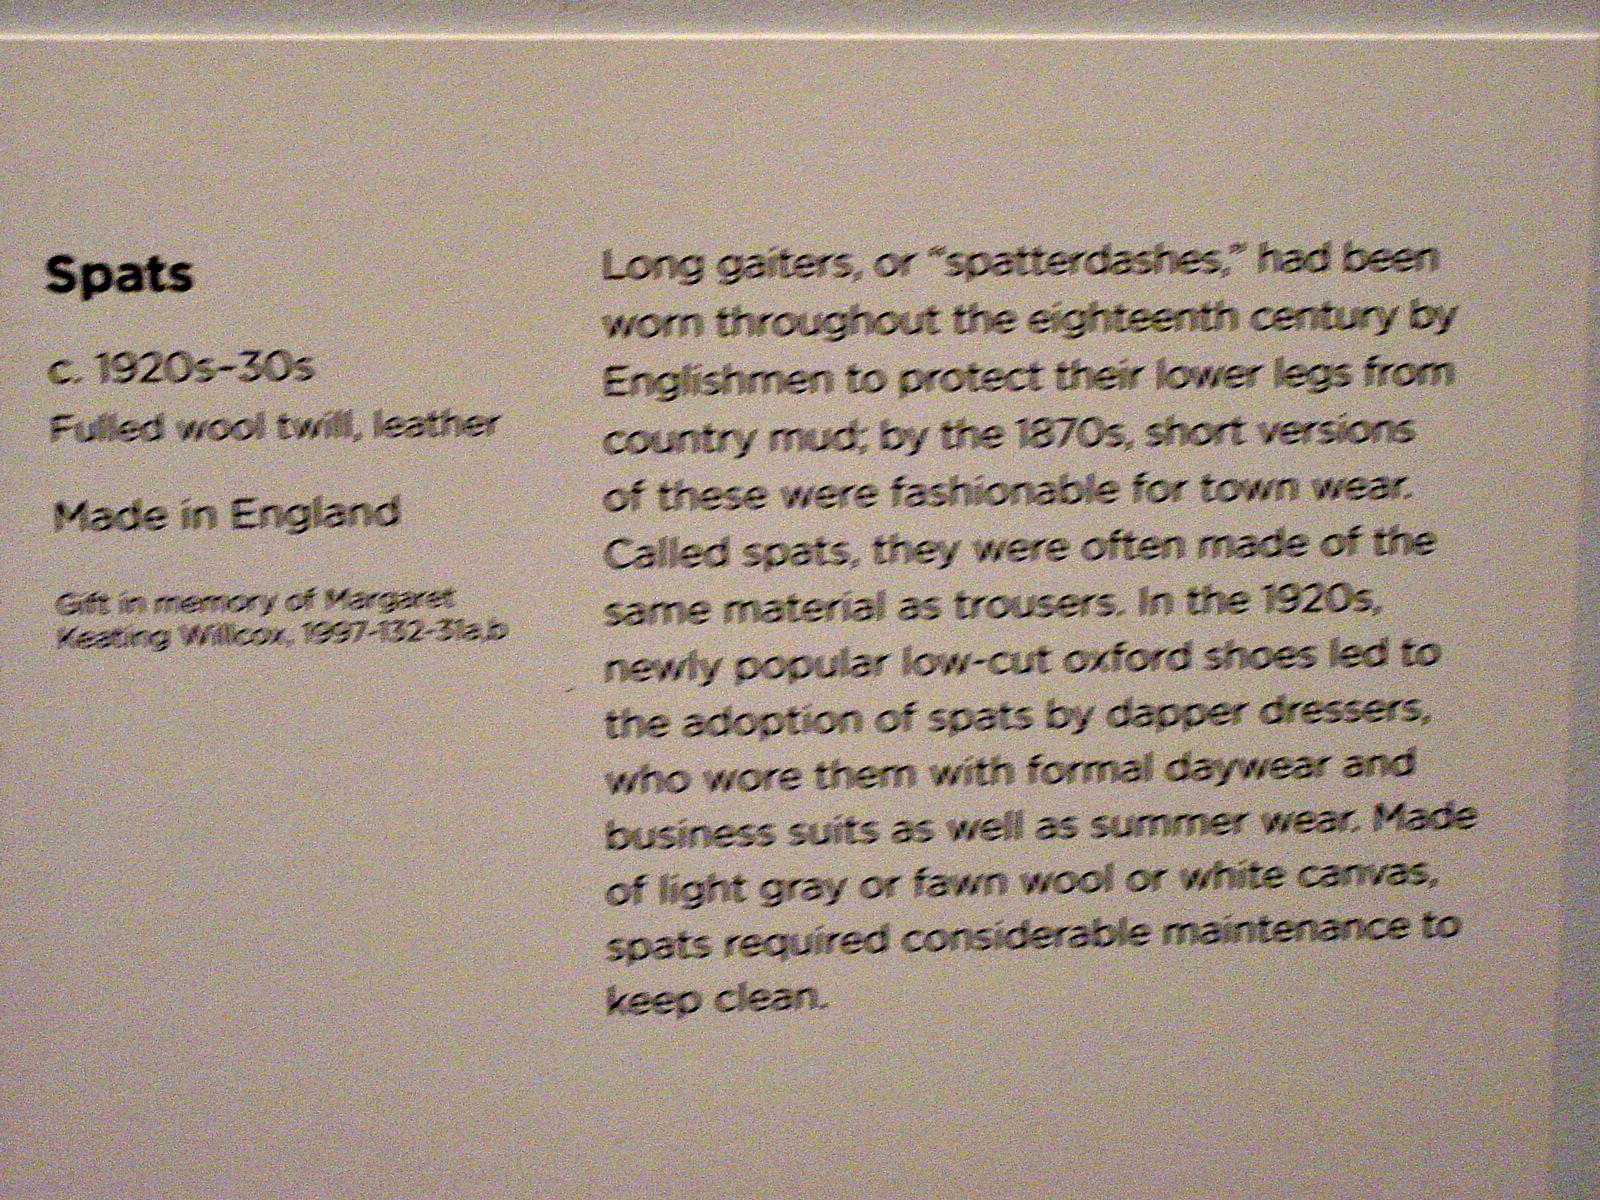 Spats
c. 1920s–30s
Fulled wool twill, leather
Made in England
Gift in memory of Margaret
Keating Willcox, 1997-132-31a,b
Long gaiters, or “spatterdashes,” had been
worn throughout the eighteenth century by
Englishmen to protect their lower legs from
country mud; by the 1870s, short versions
of these were fashionable for town wear.
Called spats, they were often made of the
same material as trousers. In the 1920s,
newly popular low-cut oxford shoes led to
the adoption of spats by dapper dressers,
who wore them with formal daywear and
business suits as well as summer wear. Made
of light gray or fawn wool or white canvas,
spats required considerable maintenance to
keep clean.